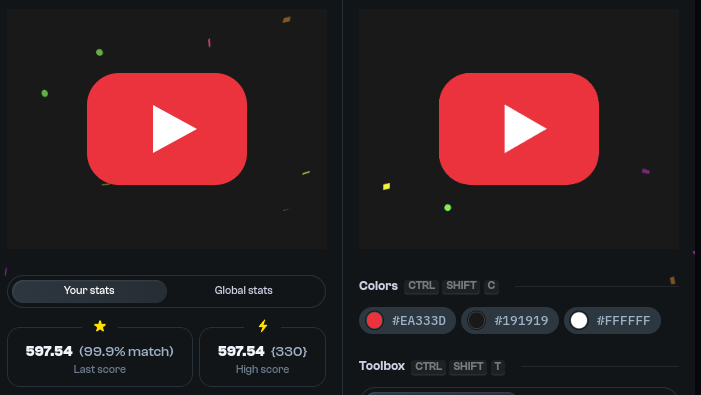 Your stats
Global stats
597.54 (99.9% match)
Last score
597.54 {330}
High score
Colors CTRL SHIFT C
#EA333D
#191919
#FFFFFF
Toolbox CTRL SHIFT T